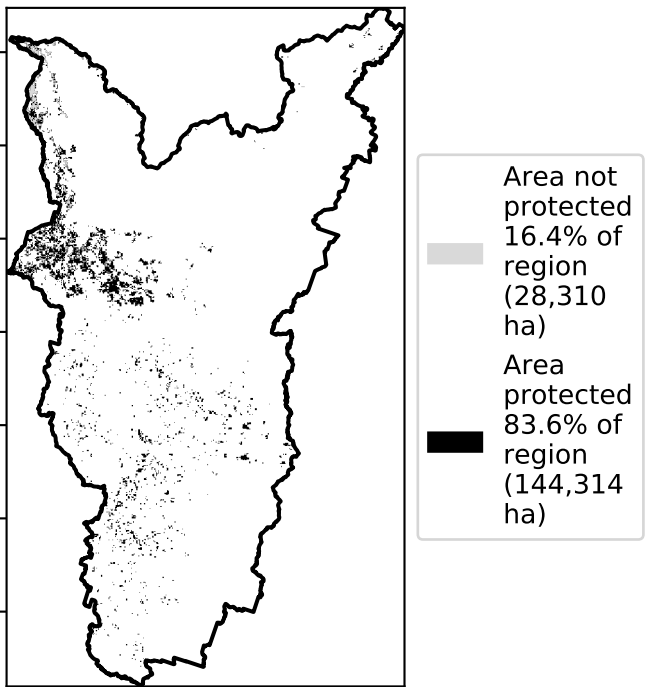 Area not
protected
16.4% of
region
(28,310
ha)
Area
protected
83.6% of
region
(144,314
ha)